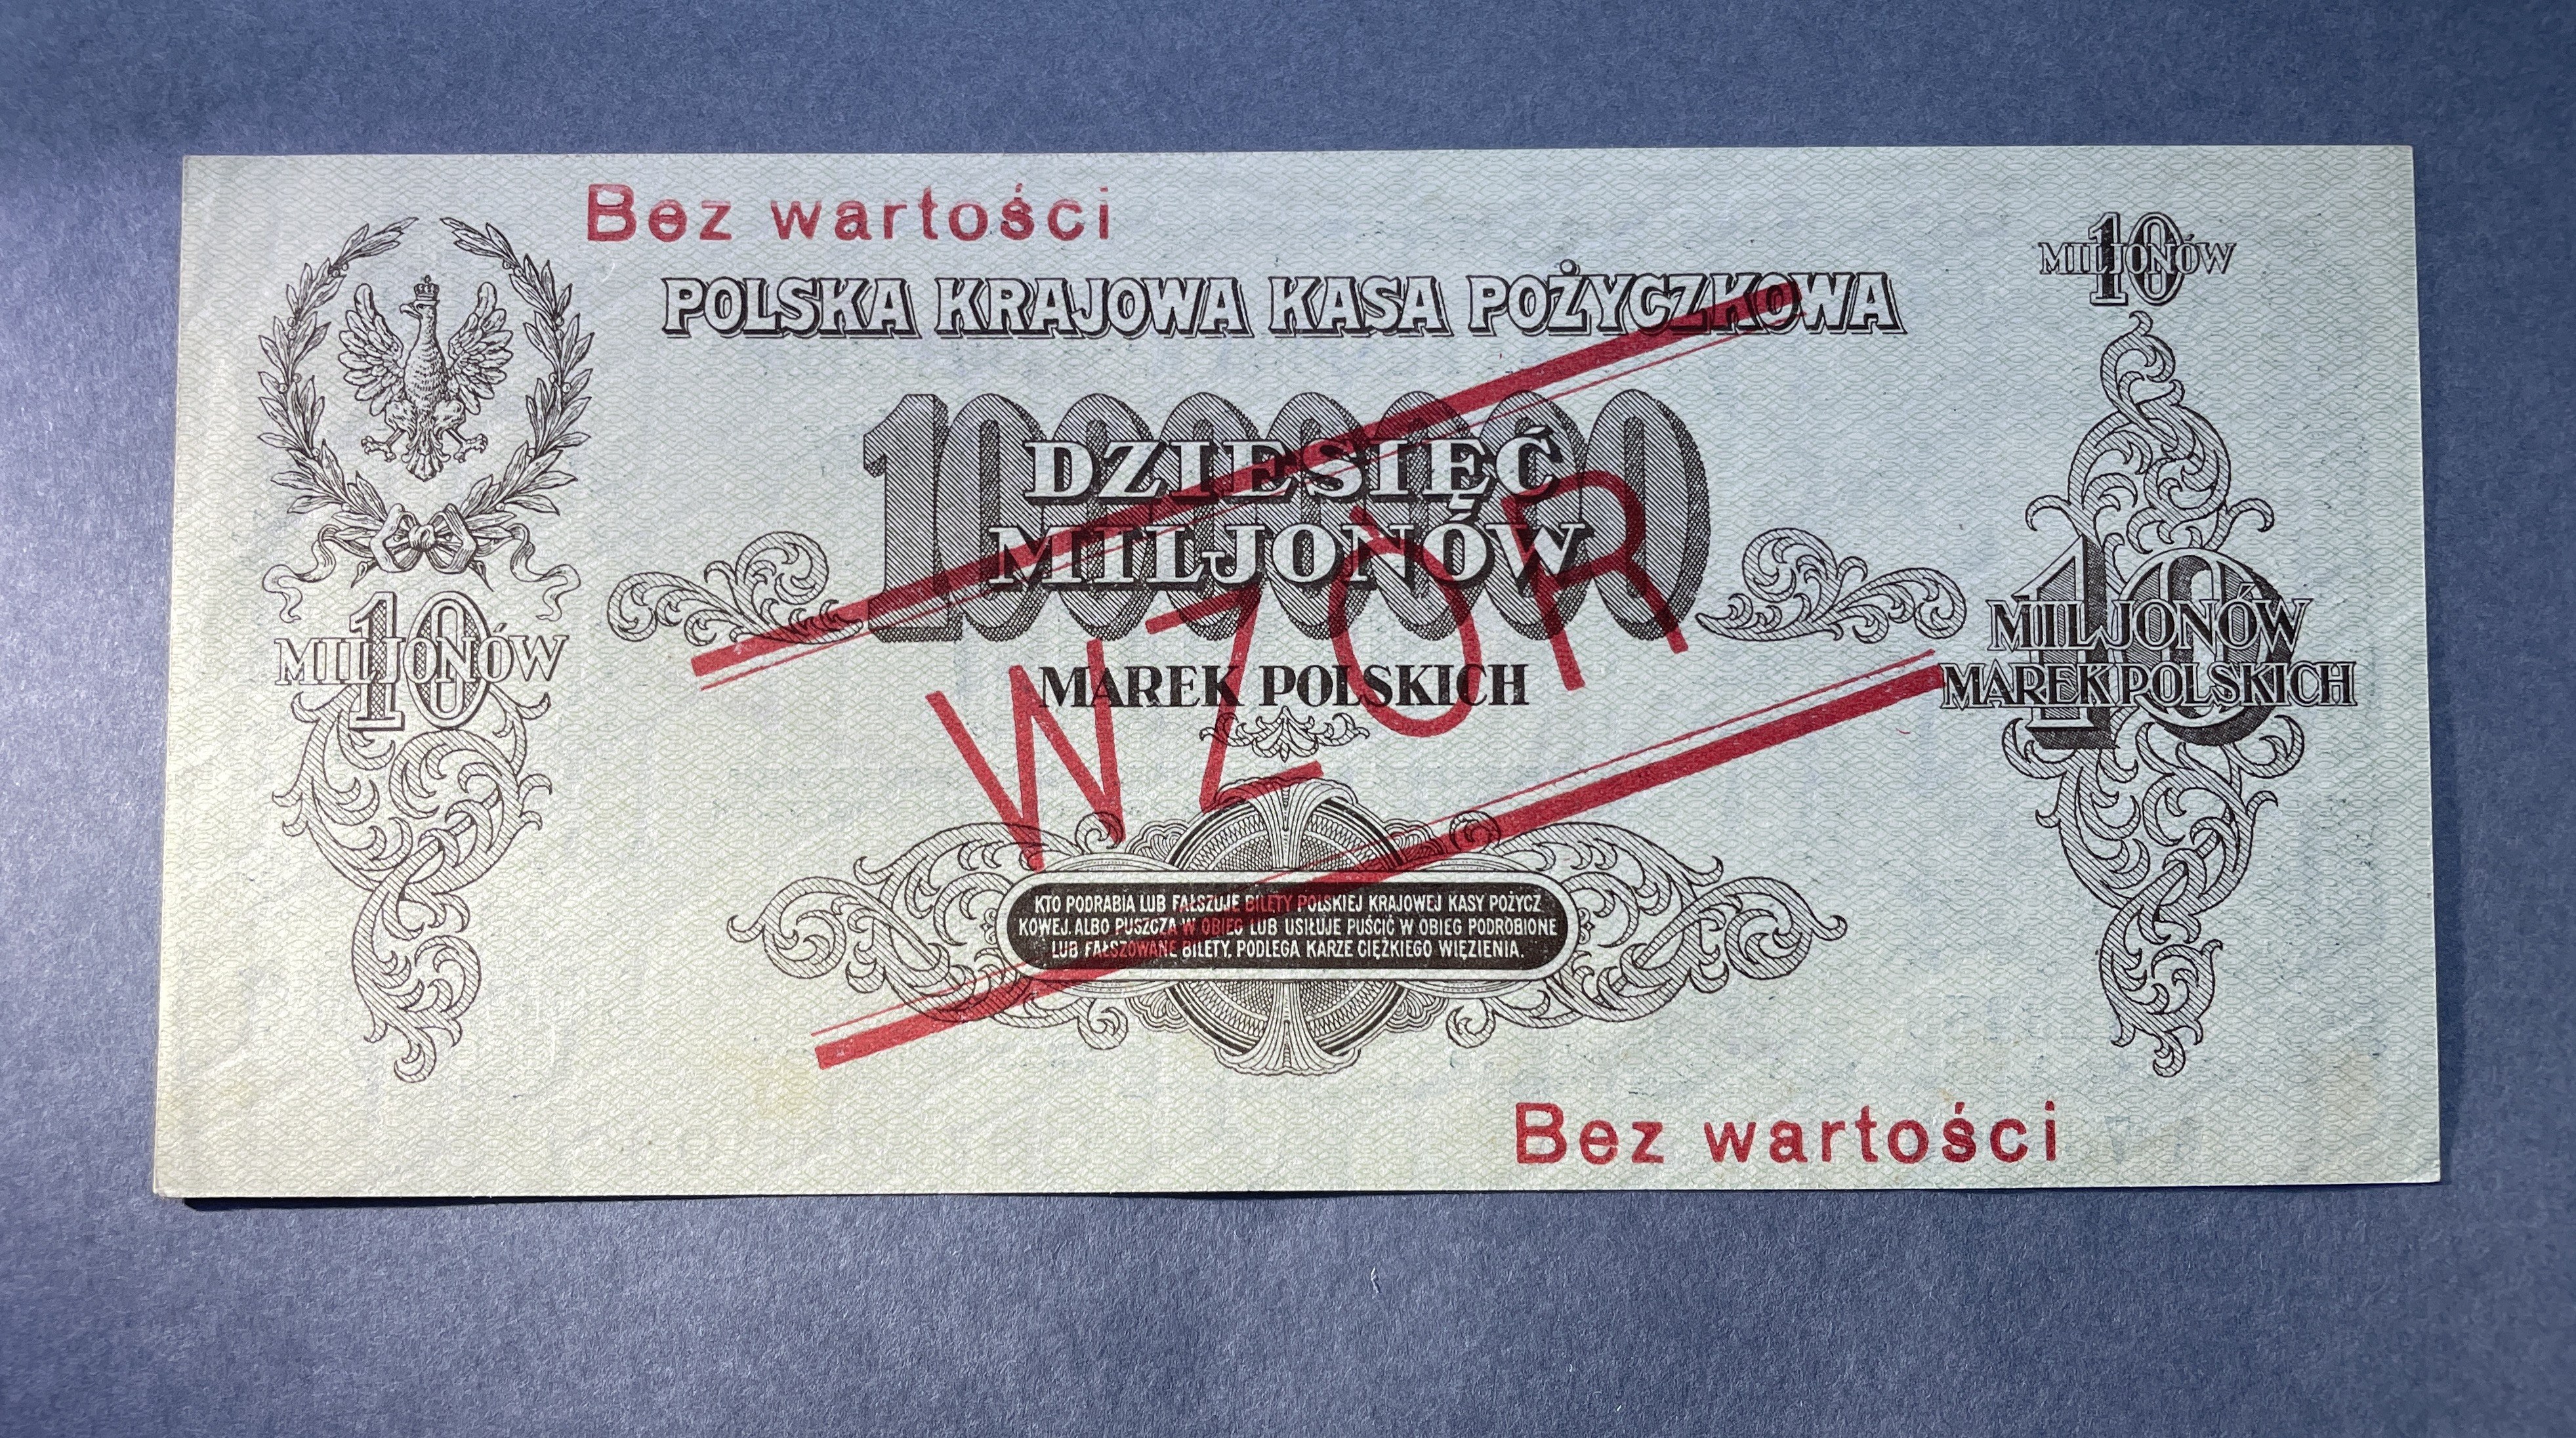 Bez wartości
POLSKA KRAJOWA KASA POŻYCZKOWA
10
MILJONÓW
10000000
DZIESIĘĆ
MILJONÓW
MAREK POLSKICH
WZÓR
10
MILJONÓW
10
MILJONÓW
MAREK POLSKICH
KTO PODRABIA LUB FAŁSZUJE BILETY POLSKIEJ KRAJOWEJ KASY POŻYCZ
KOWEJ, ALBO PUSZCZA W OBIEG LUB USIŁUJE PUŚCIĆ W OBIEG PODROBIONE
LUB FAŁSZOWANE BILETY, PODLEGA KARZE CIĘŻKIEGO WIĘZIENIA.
Bez wartości